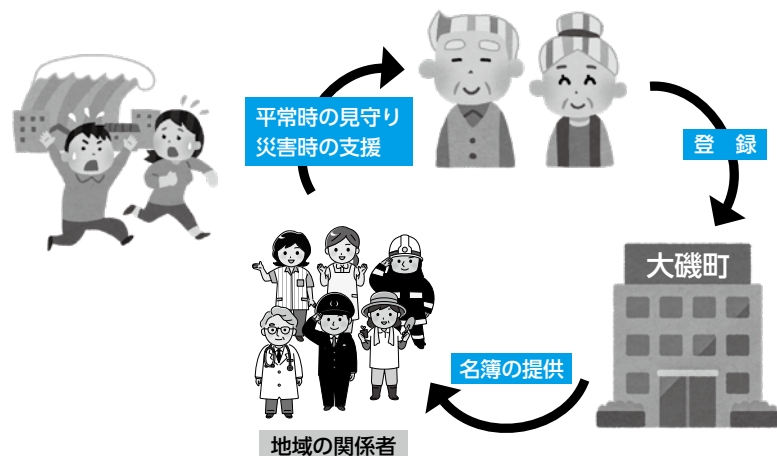 平常時の見守り
災害時の支援
登　録
大磯町
名簿の提供
地域の関係者